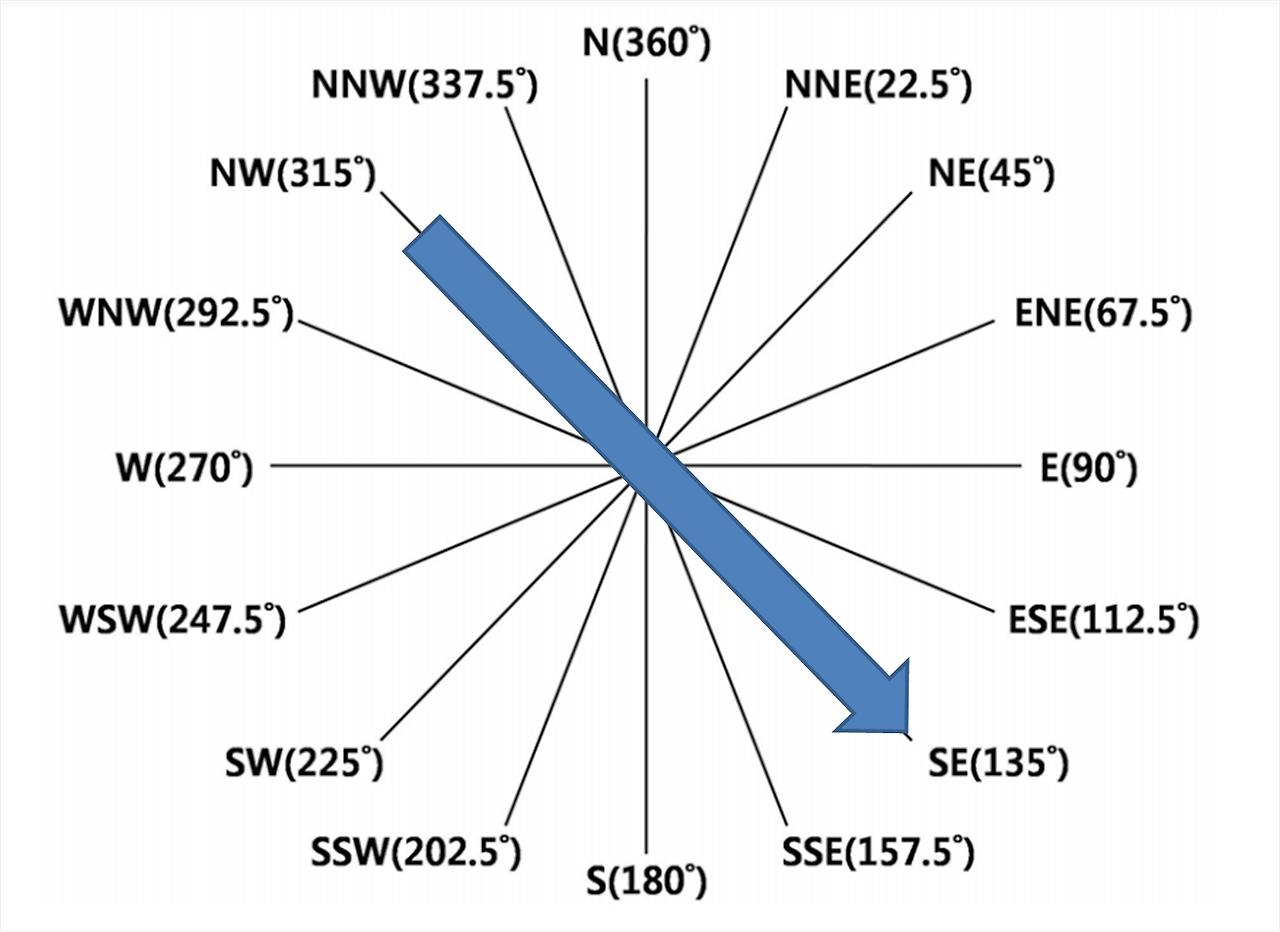 N(360°)
NNW(337.5°)
NNE(22.5°)
NW(315°)
NE(45°)
WNW(292.5°)
ENE(67.5°)
W(270°)
E(90°)
WSW(247.5°)
ESE(112.5°)
SW(225°)
SE(135°)
SSW(202.5°)
SSE(157.5°)
S(180°)